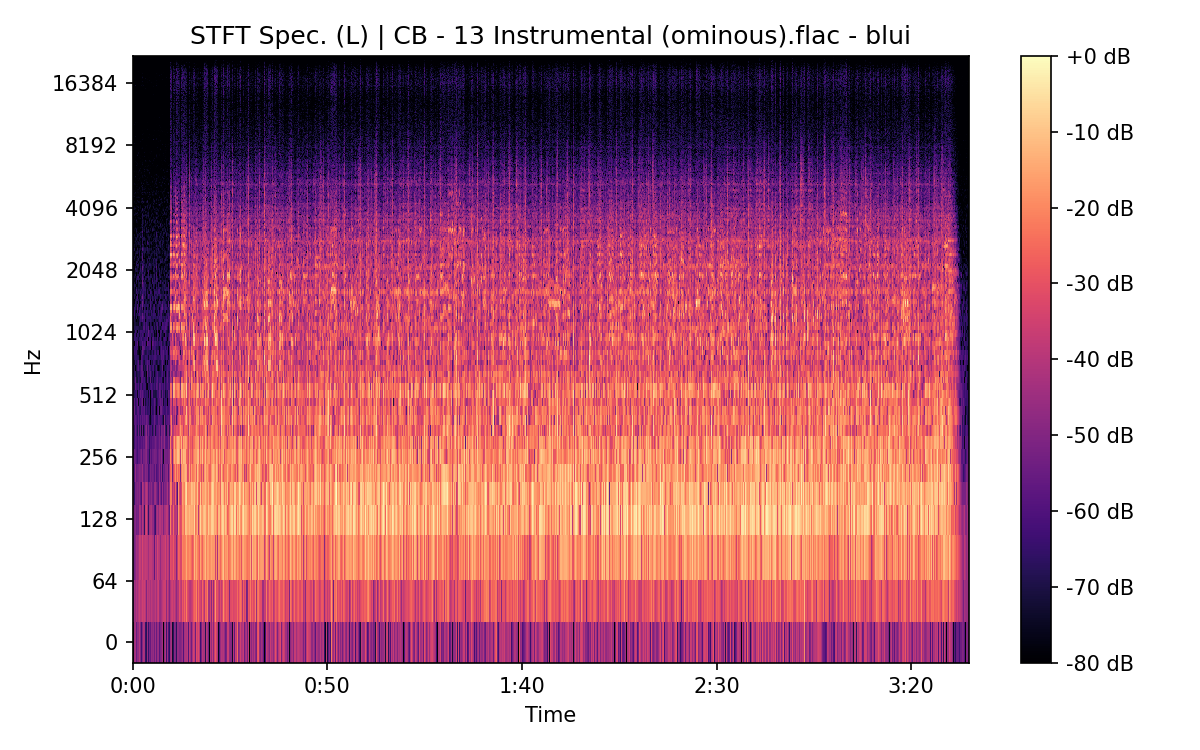 STFT Spec. (L) | CB - 13 Instrumental (ominous).flac - blui
16384
8192
4096
2048
1024
512
256
128
64
0
Hz
0:00
0:50
1:40
2:30
3:20
Time
+0 dB
-10 dB
-20 dB
-30 dB
-40 dB
-50 dB
-60 dB
-70 dB
-80 dB